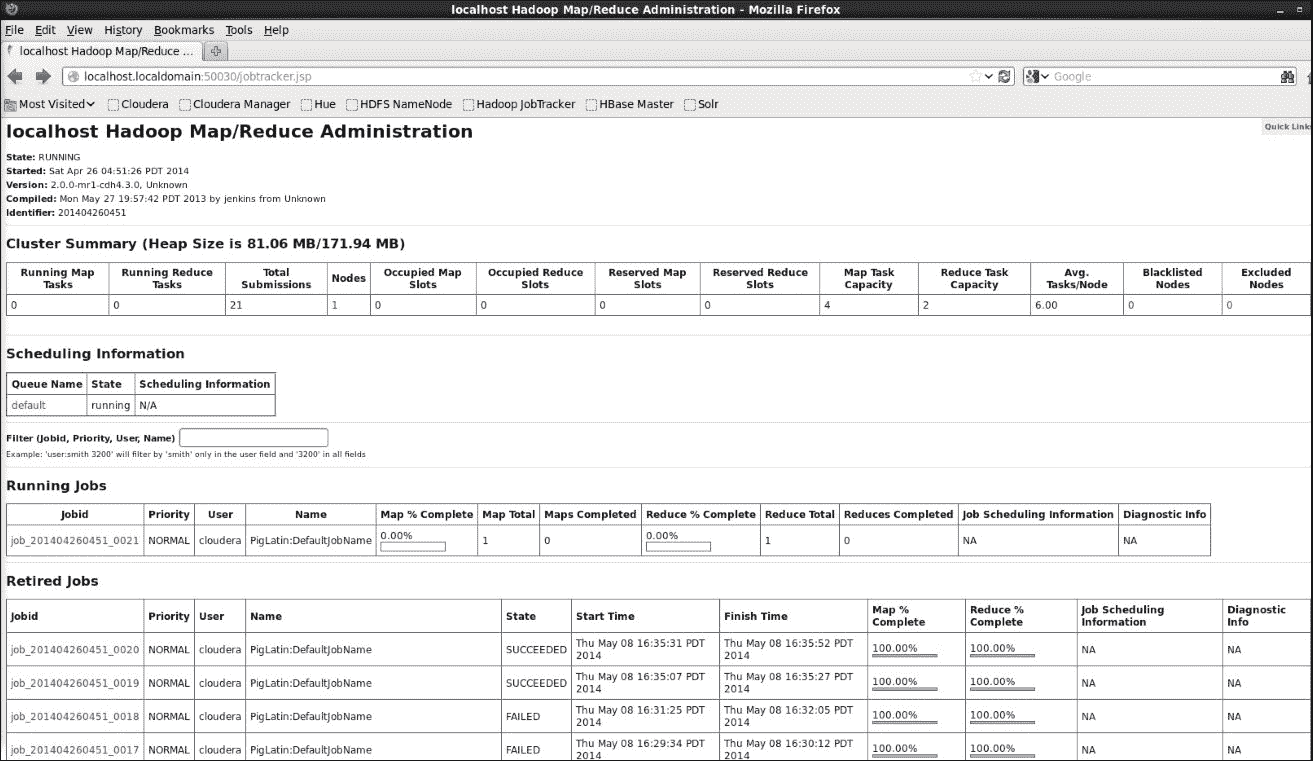 localhost Hadoop Map/Reduce Administration - Mozilla Firefox
File Edit View History Bookmarks Tools Help
localhost Hadoop Map/Reduce ...
localhost.localdomain:50030/jobtracker.jsp Google
Most Visited Cloudera Cloudera Manager Hue HDFS NameNode Hadoop JobTracker HBase Master Solr
localhost Hadoop Map/Reduce Administration
Quick Link
State: RUNNING
Started: Sat Apr 26 04:51:26 PDT 2014
Version: 2.0.0-mr1-cdh4.3.0, Unknown
Compiled: Mon May 27 19:57:42 PDT 2013 by jenkins from Unknown
Identifier: 201404260451
Cluster Summary (Heap Size is 81.06 MB/171.94 MB)
Running Map Tasks Running Reduce Tasks Total Submissions Nodes Occupied Map Slots Occupied Reduce Slots Reserved Map Slots Reserved Reduce Slots Map Task Capacity Reduce Task Capacity Avg. Tasks/Node Blacklisted Nodes Excluded Nodes
0 0 21 1 0 0 0 0 4 2 6.00 0 0
Scheduling Information
Queue Name State Scheduling Information
default running N/A
Filter (Jobid, Priority, User, Name)
Example: 'user:smith 3200' will filter by 'smith' only in the user field and '3200' in all fields
Running Jobs
Jobid Priority User Name Map % Complete Map Total Maps Completed Reduce % Complete Reduce Total Reduces Completed Job Scheduling Information Diagnostic Info
job_201404260451_0021 NORMAL cloudera PigLatin:DefaultJobName 0.00% 1 0 0.00% 1 0 NA NA
Retired Jobs
Jobid Priority User Name State Start Time Finish Time Map % Complete Reduce % Complete Job Scheduling Information Diagnostic Info
job_201404260451_0020 NORMAL cloudera PigLatin:DefaultJobName SUCCEEDED Thu May 08 16:35:31 PDT 2014 Thu May 08 16:35:52 PDT 2014 100.00% 100.00% NA NA
job_201404260451_0019 NORMAL cloudera PigLatin:DefaultJobName SUCCEEDED Thu May 08 16:35:07 PDT 2014 Thu May 08 16:35:27 PDT 2014 100.00% 100.00% NA NA
job_201404260451_0018 NORMAL cloudera PigLatin:DefaultJobName FAILED Thu May 08 16:31:25 PDT 2014 Thu May 08 16:32:05 PDT 2014 100.00% 100.00% NA NA
job_201404260451_0017 NORMAL cloudera PigLatin:DefaultJobName FAILED Thu May 08 16:29:34 PDT 2014 Thu May 08 16:30:12 PDT 2014 100.00% 100.00% NA NA